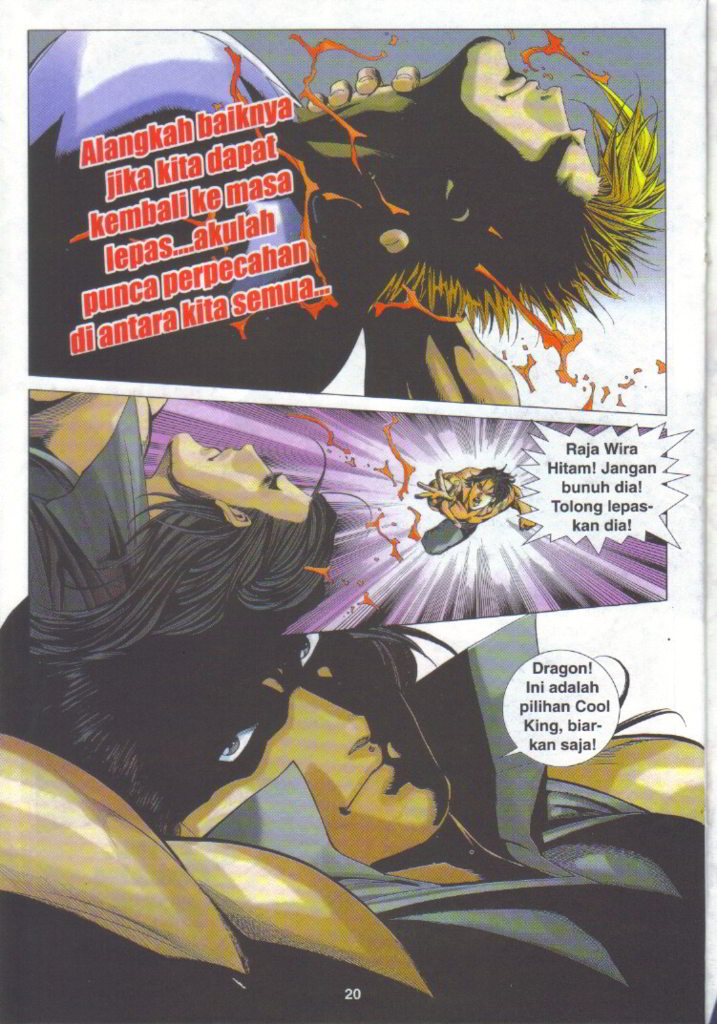 Alangkah baiknya
jika kita dapat
kembali ke masa
lepas....akulah
punca perpecahan
di antara kita semua...
Raja Wira
Hitam! Jangan
bunuh dia!
Tolong lepas-
kan dia!
Dragon!
Ini adalah
pilihan Cool
King, biar-
kan saja!
20